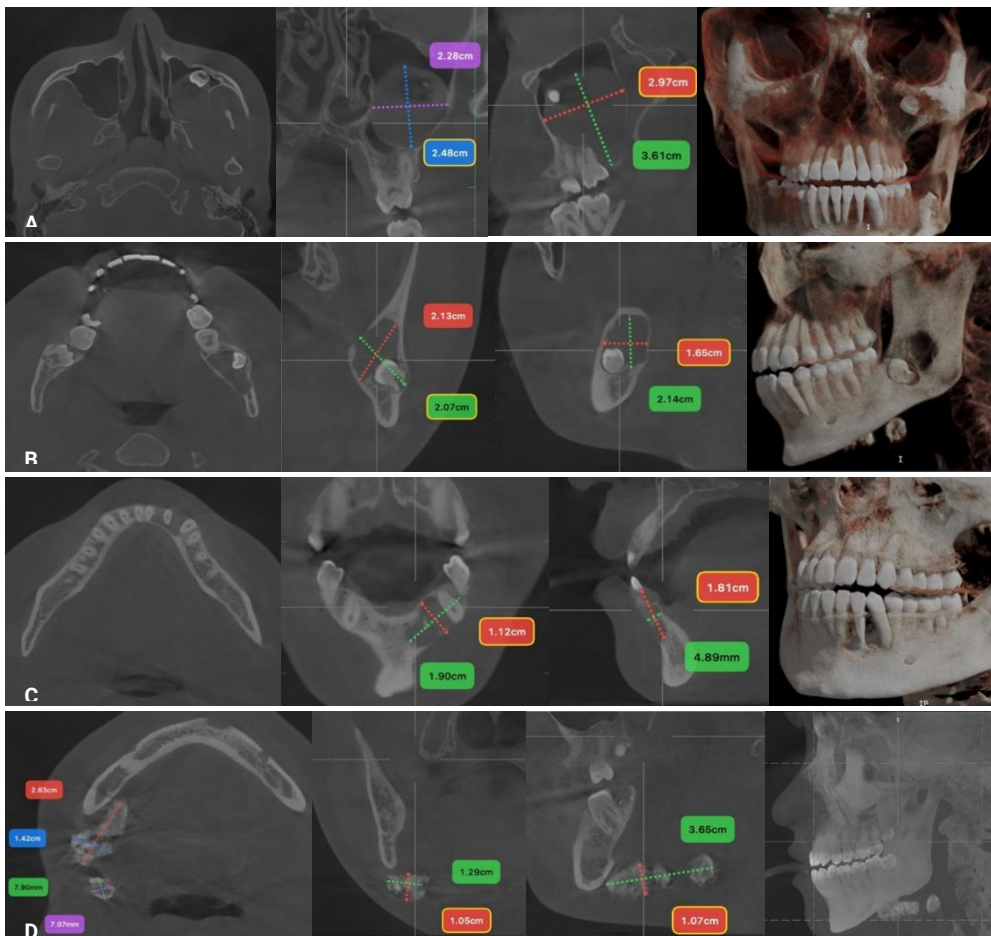 S
2.28cm
2.48cm
2.97cm
3.61cm
I
A
2.13cm
2.07cm
1.65cm
2.14cm
I
B
1.12cm
1.90cm
1.81cm
4.89mm
IP
C
2.63cm
1.42cm
7.90mm
7.07mm
1.29cm
1.05cm
3.65cm
1.07cm
s
D